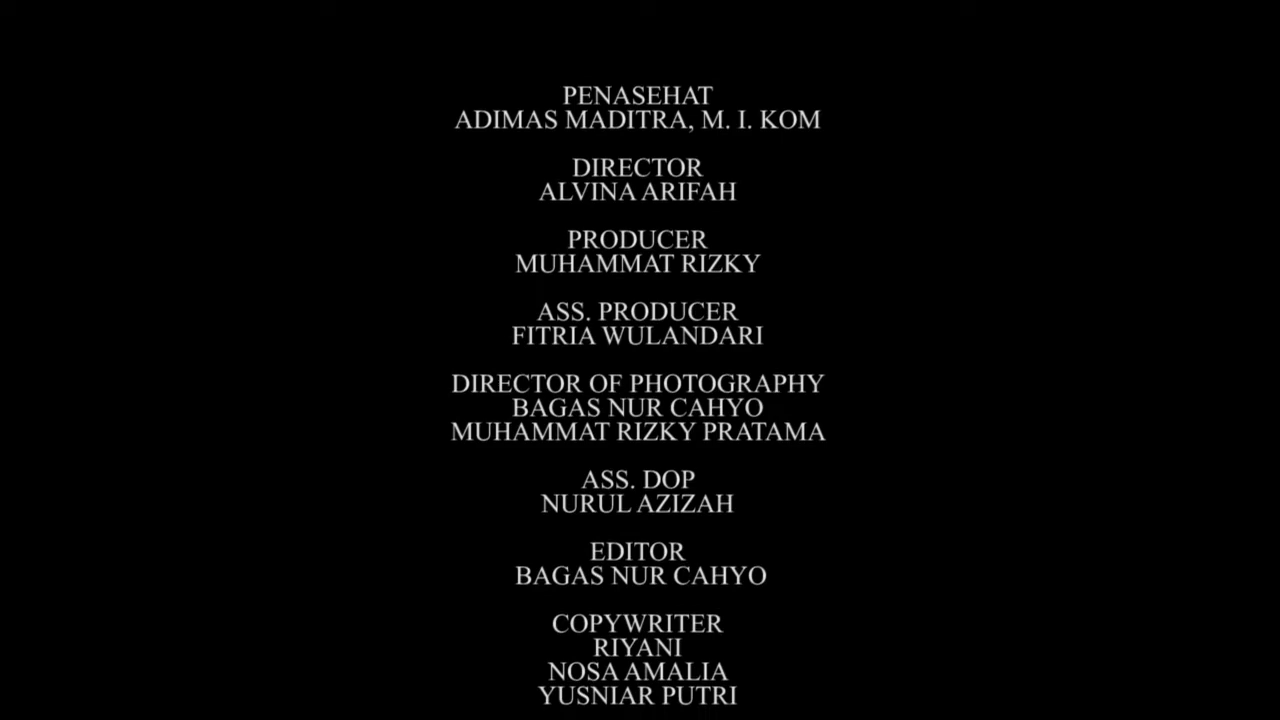 PENASEHAT
ADIMAS MADITRA, M. I. KOM
DIRECTOR
ALVINA ARIFAH
PRODUCER
MUHAMMAT RIZKY
ASS. PRODUCER
FITRIA WULANDARI
DIRECTOR OF PHOTOGRAPHY
BAGAS NUR CAHYO
MUHAMMAT RIZKY PRATAMA
ASS. DOP
NURUL AZIZAH
EDITOR
BAGAS NUR CAHYO
COPYWRITER
RIYANI
NOSA AMALIA
YUSNIAR PUTRI